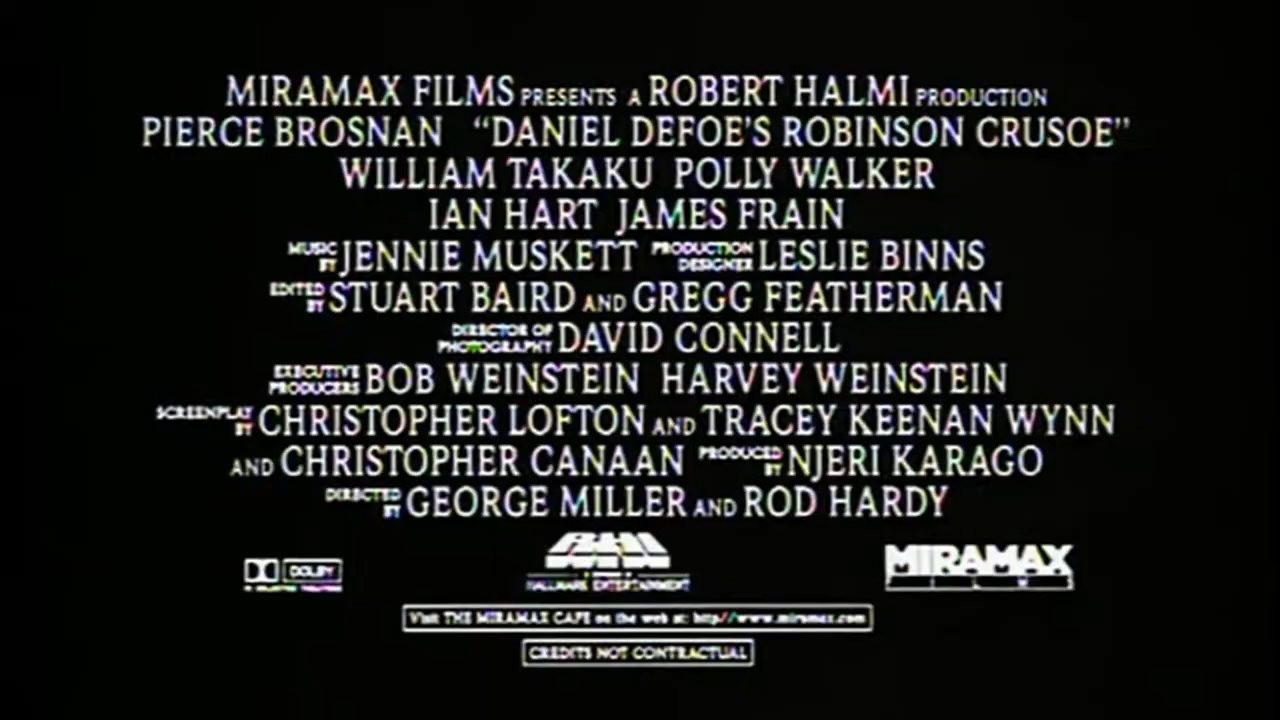 MIRAMAX FILMS PRESENTS A ROBERT HALMI PRODUCTION
PIERCE BROSNAN "DANIEL DEFOE'S ROBINSON CRUSOE"
WILLIAM TAKAKU POLLY WALKER
IAN HART JAMES FRAIN
MUSIC BY JENNIE MUSKETT PRODUCTION DESIGNER LESLIE BINNS
EDITED BY STUART BAIRD AND GREGG FEATHERMAN
DIRECTOR OF PHOTOGRAPHY DAVID CONNELL
EXECUTIVE PRODUCERS BOB WEINSTEIN HARVEY WEINSTEIN
SCREENPLAY BY CHRISTOPHER LOFTON AND TRACEY KEENAN WYNN
AND CHRISTOPHER CANAAN PRODUCED BY NJERI KARAGO
DIRECTED BY GEORGE MILLER AND ROD HARDY
DOLBY
RHI
HALLMARK ENTERTAINMENT
MIRAMAX
FILMS
Visit THE MIRAMAX CAFE on the web at: http//www.miramax.com
CREDITS NOT CONTRACTUAL